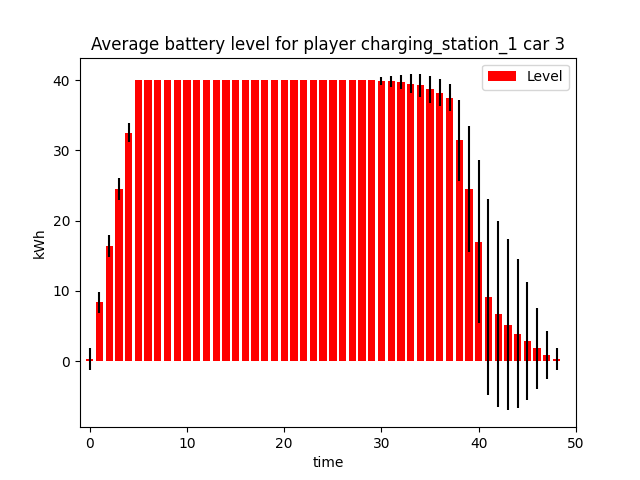 Average battery level for player charging_station_1 car 3
Level
40
30
20
10
0
kWh
0 10 20 30 40 50
time